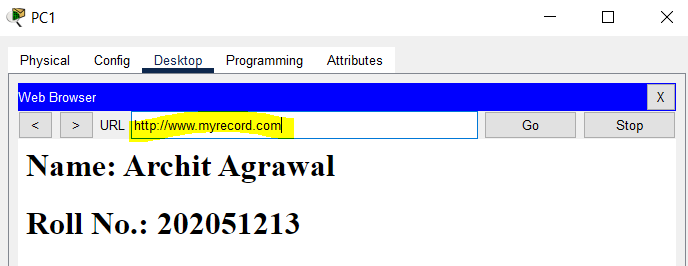 PC1
Physical Config Desktop Programming Attributes
Web Browser X
< > URL http://www.myrecord.com Go Stop
Name: Archit Agrawal
Roll No.: 202051213